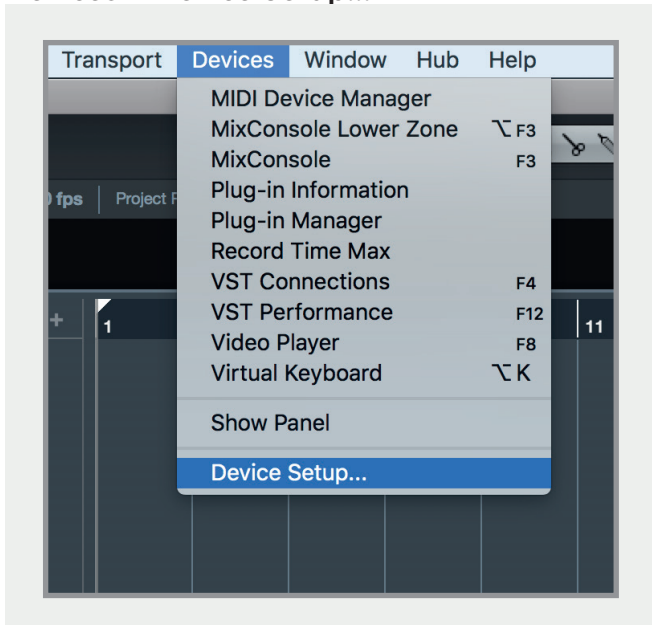 Transport Devices Window Hub Help
MIDI Device Manager
MixConsole Lower Zone ⌥ F3
MixConsole F3
) fps Project
Plug-in Information
Plug-in Manager
Record Time Max
VST Connections F4
VST Performance F12
+ 1 11
Video Player F8
Virtual Keyboard ⌥ K
Show Panel
Device Setup...